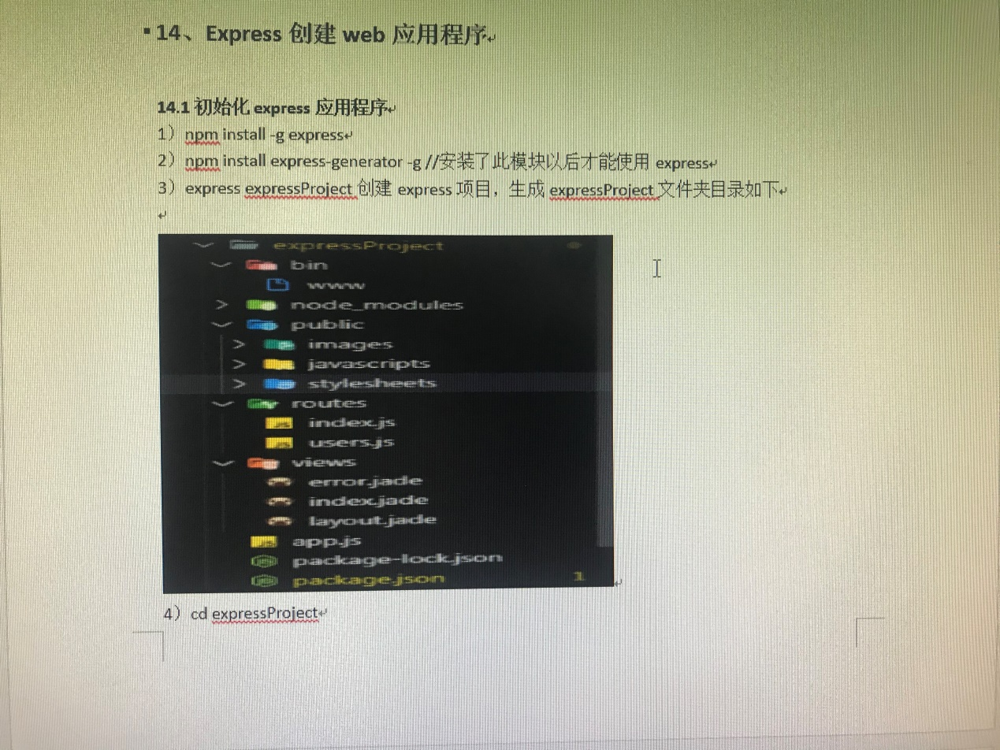 14、Express 创建 web 应用程序
14.1 初始化 express 应用程序
1）npm install -g express
2）npm install express-generator -g //安装了此模块以后才能使用 express
3）express expressProject 创建 express 项目，生成 expressProject 文件夹目录如下
expressProject
bin
www
node_modules
public
images
javascripts
stylesheets
routes
index.js
users.js
views
error.jade
index.jade
layout.jade
app.js
package-lock.json
package.json 1
4）cd expressProject